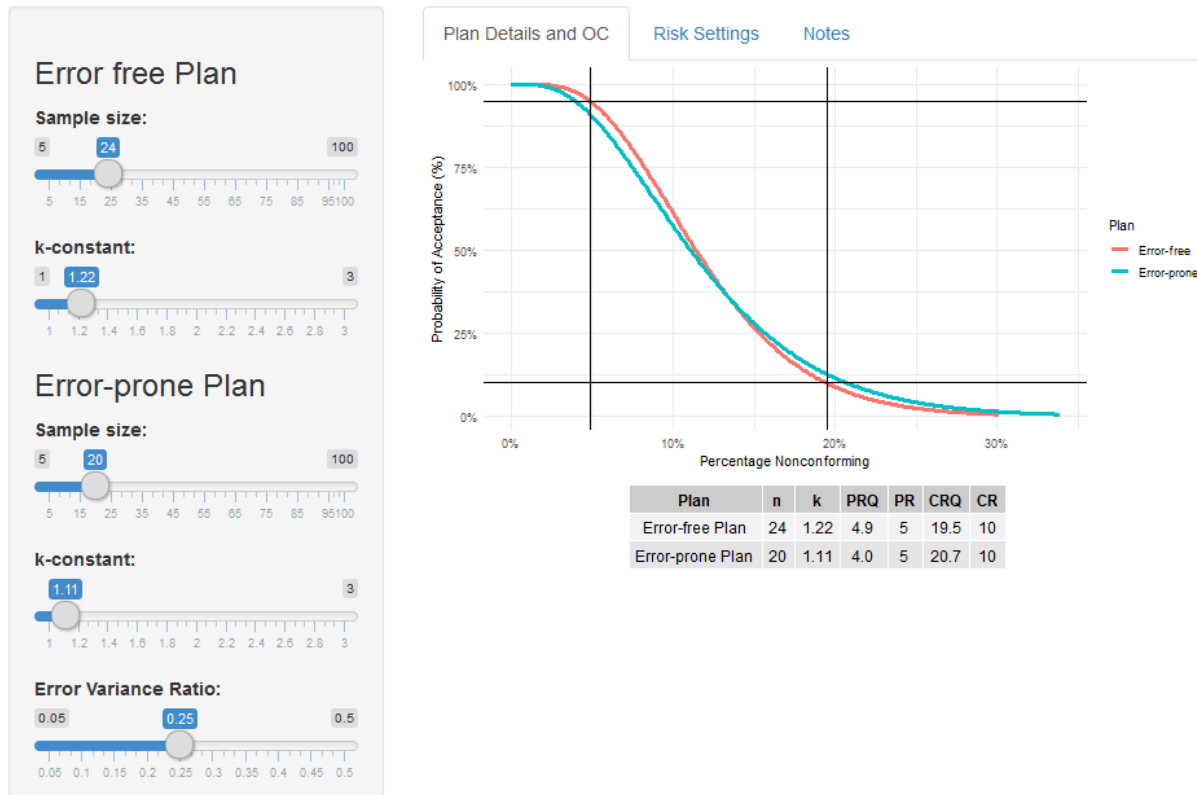 Error free Plan
Sample size:
5 24 100
5 15 25 35 45 55 65 75 85 95100
k-constant:
1 1.22 3
1 1.2 1.4 1.6 1.8 2 2.2 2.4 2.6 2.8 3
Error-prone Plan
Sample size:
5 20 100
5 15 25 35 45 55 65 75 85 95100
k-constant:
1.11 3
1 1.2 1.4 1.6 1.8 2 2.2 2.4 2.6 2.8 3
Error Variance Ratio:
0.05 0.25 0.5
0.05 0.1 0.15 0.2 0.25 0.3 0.35 0.4 0.45 0.5
Plan Details and OC Risk Settings Notes
Probability of Acceptance (%)
100%
75%
50%
25%
0%
0% 10% 20% 30%
Percentage Nonconforming
Plan
Error-free
Error-prone
Plan n k PRQ PR CRQ CR
Error-free Plan 24 1.22 4.9 5 19.5 10
Error-prone Plan 20 1.11 4.0 5 20.7 10